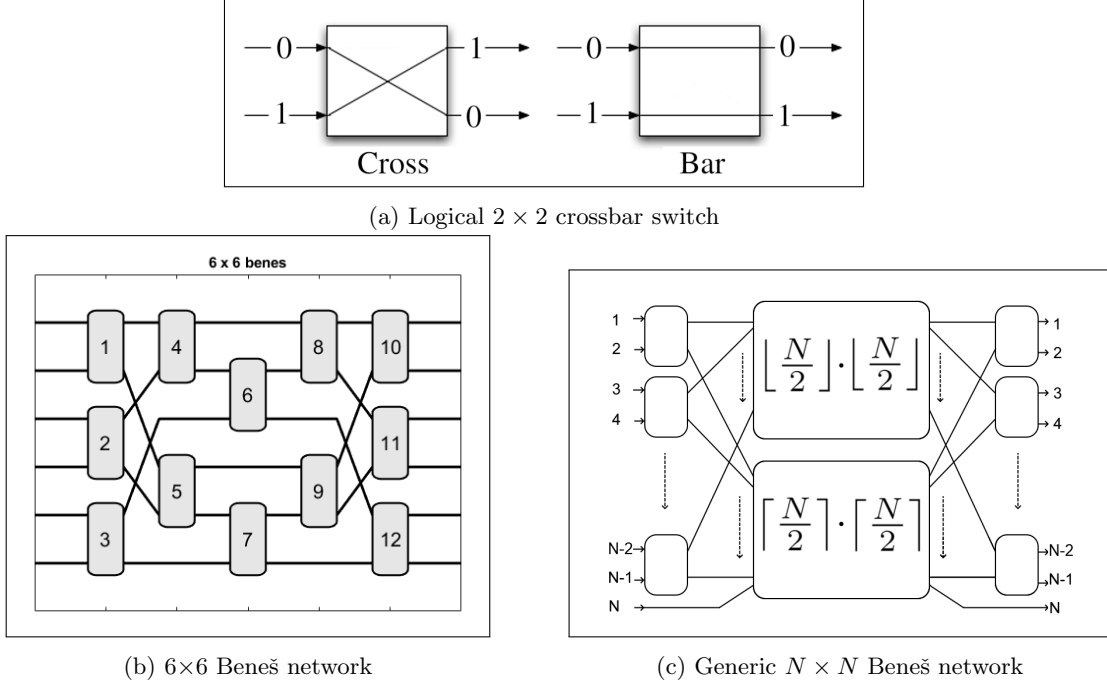 0 1 0 0
1 0 1 1
Cross Bar
(a) Logical 2 × 2 crossbar switch
6 x 6 benes
1 4 8 10
6
2 11
5 9
3 7 12
(b) 6×6 Beneš network
1 1
2 2
3 3
4 4
⌊N/2⌋·⌊N/2⌋
⌈N/2⌉·⌈N/2⌉
N-2 N-2
N-1 N-1
N N
(c) Generic N × N Beneš network